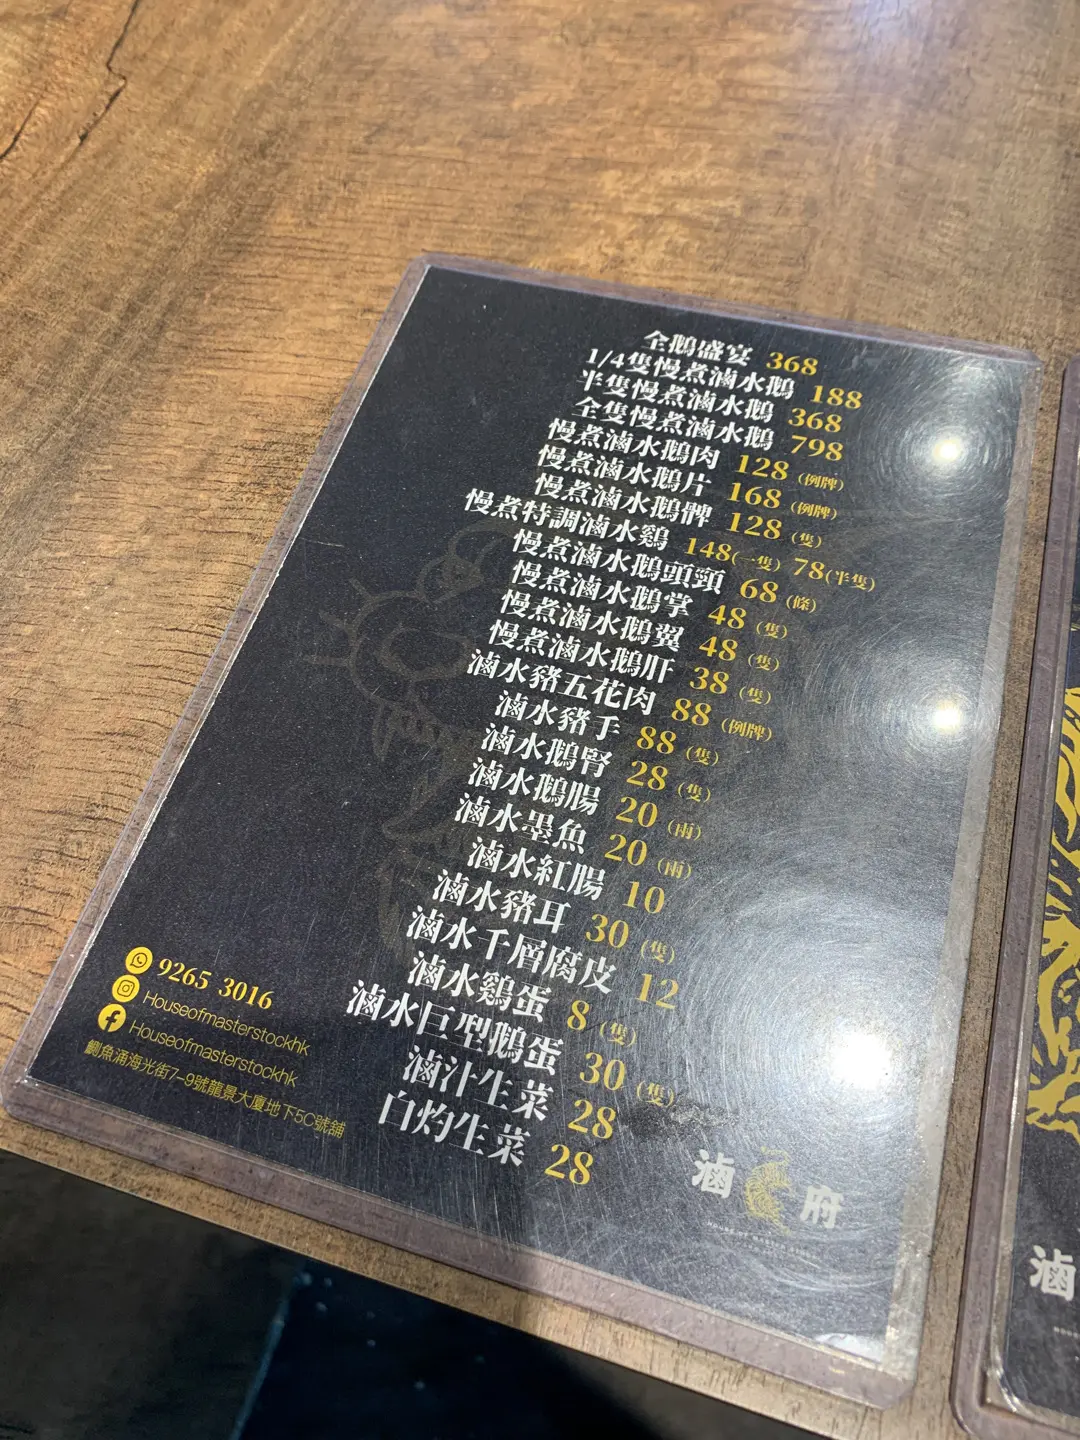 全鵝盛宴 368
1/4隻慢煮滷水鵝 188
半隻慢煮滷水鵝 368
全隻慢煮滷水鵝 798
慢煮滷水鵝肉 128 (例牌)
慢煮滷水鵝片 168 (例牌)
慢煮滷水鵝髀 128 (隻)
慢煮特調滷水鷄 148(一隻) 78(半隻)
慢煮滷水鵝頭頸 68 (條)
慢煮滷水鵝掌 48 (隻)
慢煮滷水鵝翼 48 (隻)
慢煮滷水鵝肝 38 (隻)
滷水豬五花肉 88 (例牌)
滷水豬手 88 (隻)
滷水鵝腎 28 (隻)
滷水鵝腸 20 (兩)
滷水墨魚 20 (兩)
滷水紅腸 10
滷水豬耳 30 (隻)
滷水千層腐皮 12
滷水鷄蛋 8 (隻)
滷水巨型鵝蛋 30 (隻)
滷汁生菜 28
白灼生菜 28
9265 3016
Houseofmasterstockhk
Houseofmasterstockhk
鰂魚涌海光街7-9號龍景大廈地下5C號舖
滷府
滷